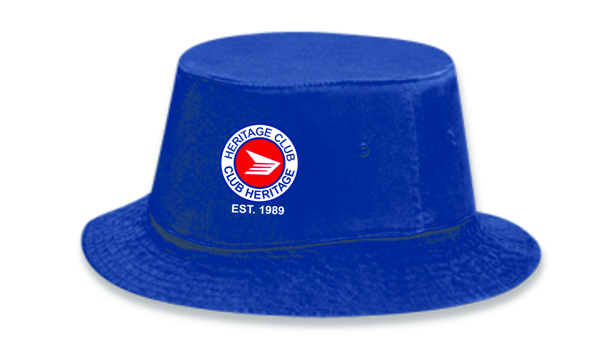 HERITAGE CLUB
CLUB HERITAGE
EST. 1989